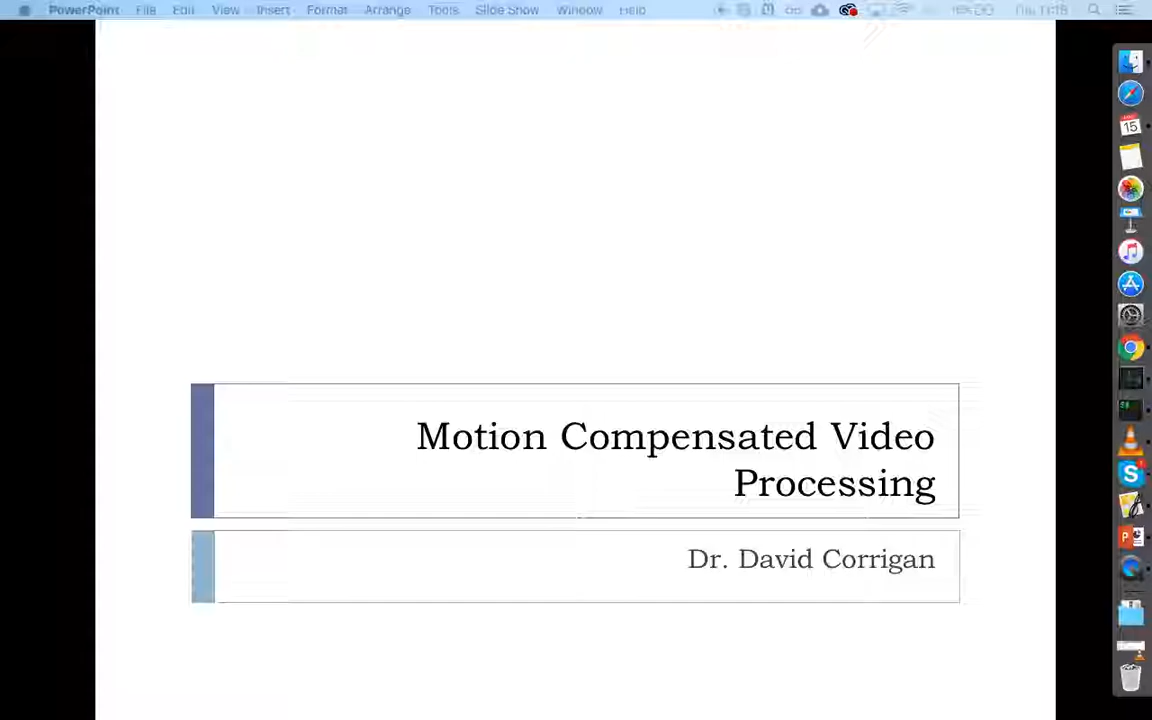 PowerPoint File Edit View Insert Format Arrange Tools Slide Show Window Help
15
Motion Compensated Video
Processing
Dr. David Corrigan